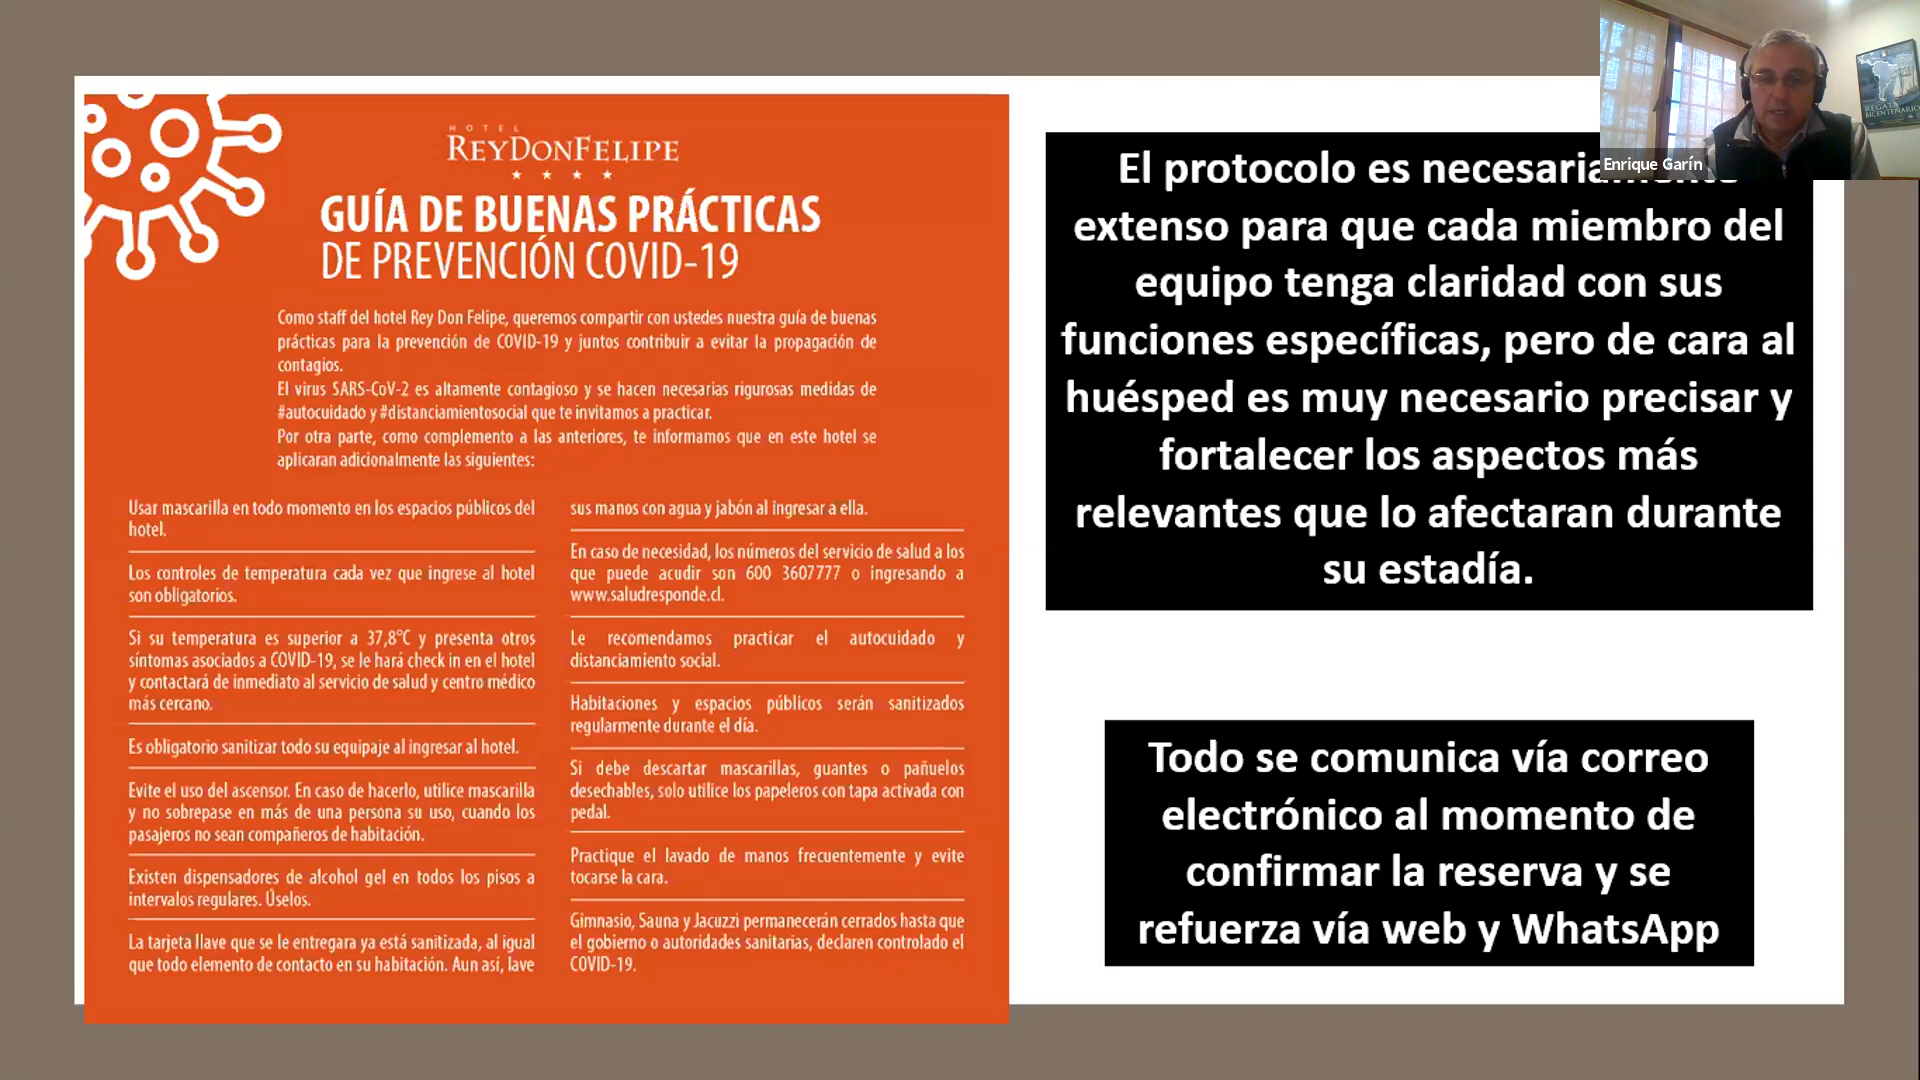 HOTEL
REYDONFELIPE
GUÍA DE BUENAS PRÁCTICAS
DE PREVENCIÓN COVID-19
Como staff del hotel Rey Don Felipe, queremos compartir con ustedes nuestra guía de buenas
prácticas para la prevención de COVID-19 y juntos contribuir a evitar la propagación de
contagios.
El virus SARS-CoV-2 es altamente contagioso y se hacen necesarias rigurosas medidas de
#autocuidado y #distanciamientosocial que te invitamos a practicar.
Por otra parte, como complemento a las anteriores, te informamos que en este hotel se
aplicaran adicionalmente las siguientes:
Usar mascarilla en todo momento en los espacios públicos del
hotel.
Los controles de temperatura cada vez que ingrese al hotel
son obligatorios.
Si su temperatura es superior a 37,8°C y presenta otros
síntomas asociados a COVID-19, se le hará check in en el hotel
y contactará de inmediato al servicio de salud y centro médico
más cercano.
Es obligatorio sanitizar todo su equipaje al ingresar al hotel.
Evite el uso del ascensor. En caso de hacerlo, utilice mascarilla
y no sobrepase en más de una persona su uso, cuando los
pasajeros no sean compañeros de habitación.
Existen dispensadores de alcohol gel en todos los pisos a
intervalos regulares. Úselos.
La tarjeta llave que se le entregara ya está sanitizada, al igual
que todo elemento de contacto en su habitación. Aun así, lave
sus manos con agua y jabón al ingresar a ella.
En caso de necesidad, los números del servicio de salud a los
que puede acudir son 600 3607777 o ingresando a
www.saludresponde.cl.
Le recomendamos practicar el autocuidado y
distanciamiento social.
Habitaciones y espacios públicos serán sanitizados
regularmente durante el día.
Si debe descartar mascarillas, guantes o pañuelos
desechables, solo utilice los papeleros con tapa activada con
pedal.
Practique el lavado de manos frecuentemente y evite
tocarse la cara.
Gimnasio, Sauna y Jacuzzi permanecerán cerrados hasta que
el gobierno o autoridades sanitarias, declaren controlado el
COVID-19.
El protocolo es necesariamente
extenso para que cada miembro del
equipo tenga claridad con sus
funciones específicas, pero de cara al
huésped es muy necesario precisar y
fortalecer los aspectos más
relevantes que lo afectaran durante
su estadía.
Todo se comunica vía correo
electrónico al momento de
confirmar la reserva y se
refuerza vía web y WhatsApp
Enrique Garín
REGATA
BICENTENARIO